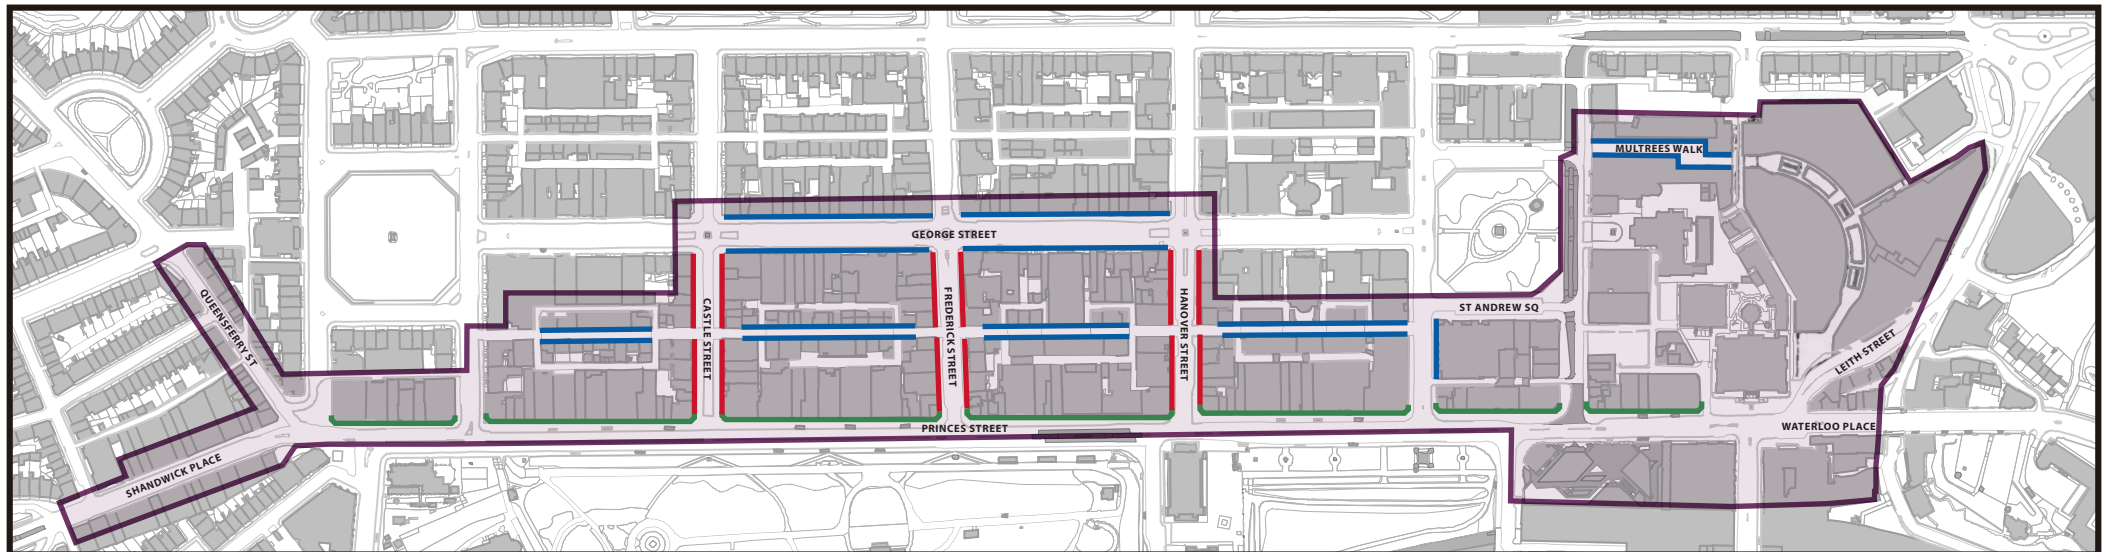 MULTREES WALK
GEORGE STREET
QUEENSFERRY ST
CASTLE STREET
FREDERICK STREET
HANOVER STREET
ST ANDREW SQ
LEITH STREET
PRINCES STREET
WATERLOO PLACE
SHANDWICK PLACE